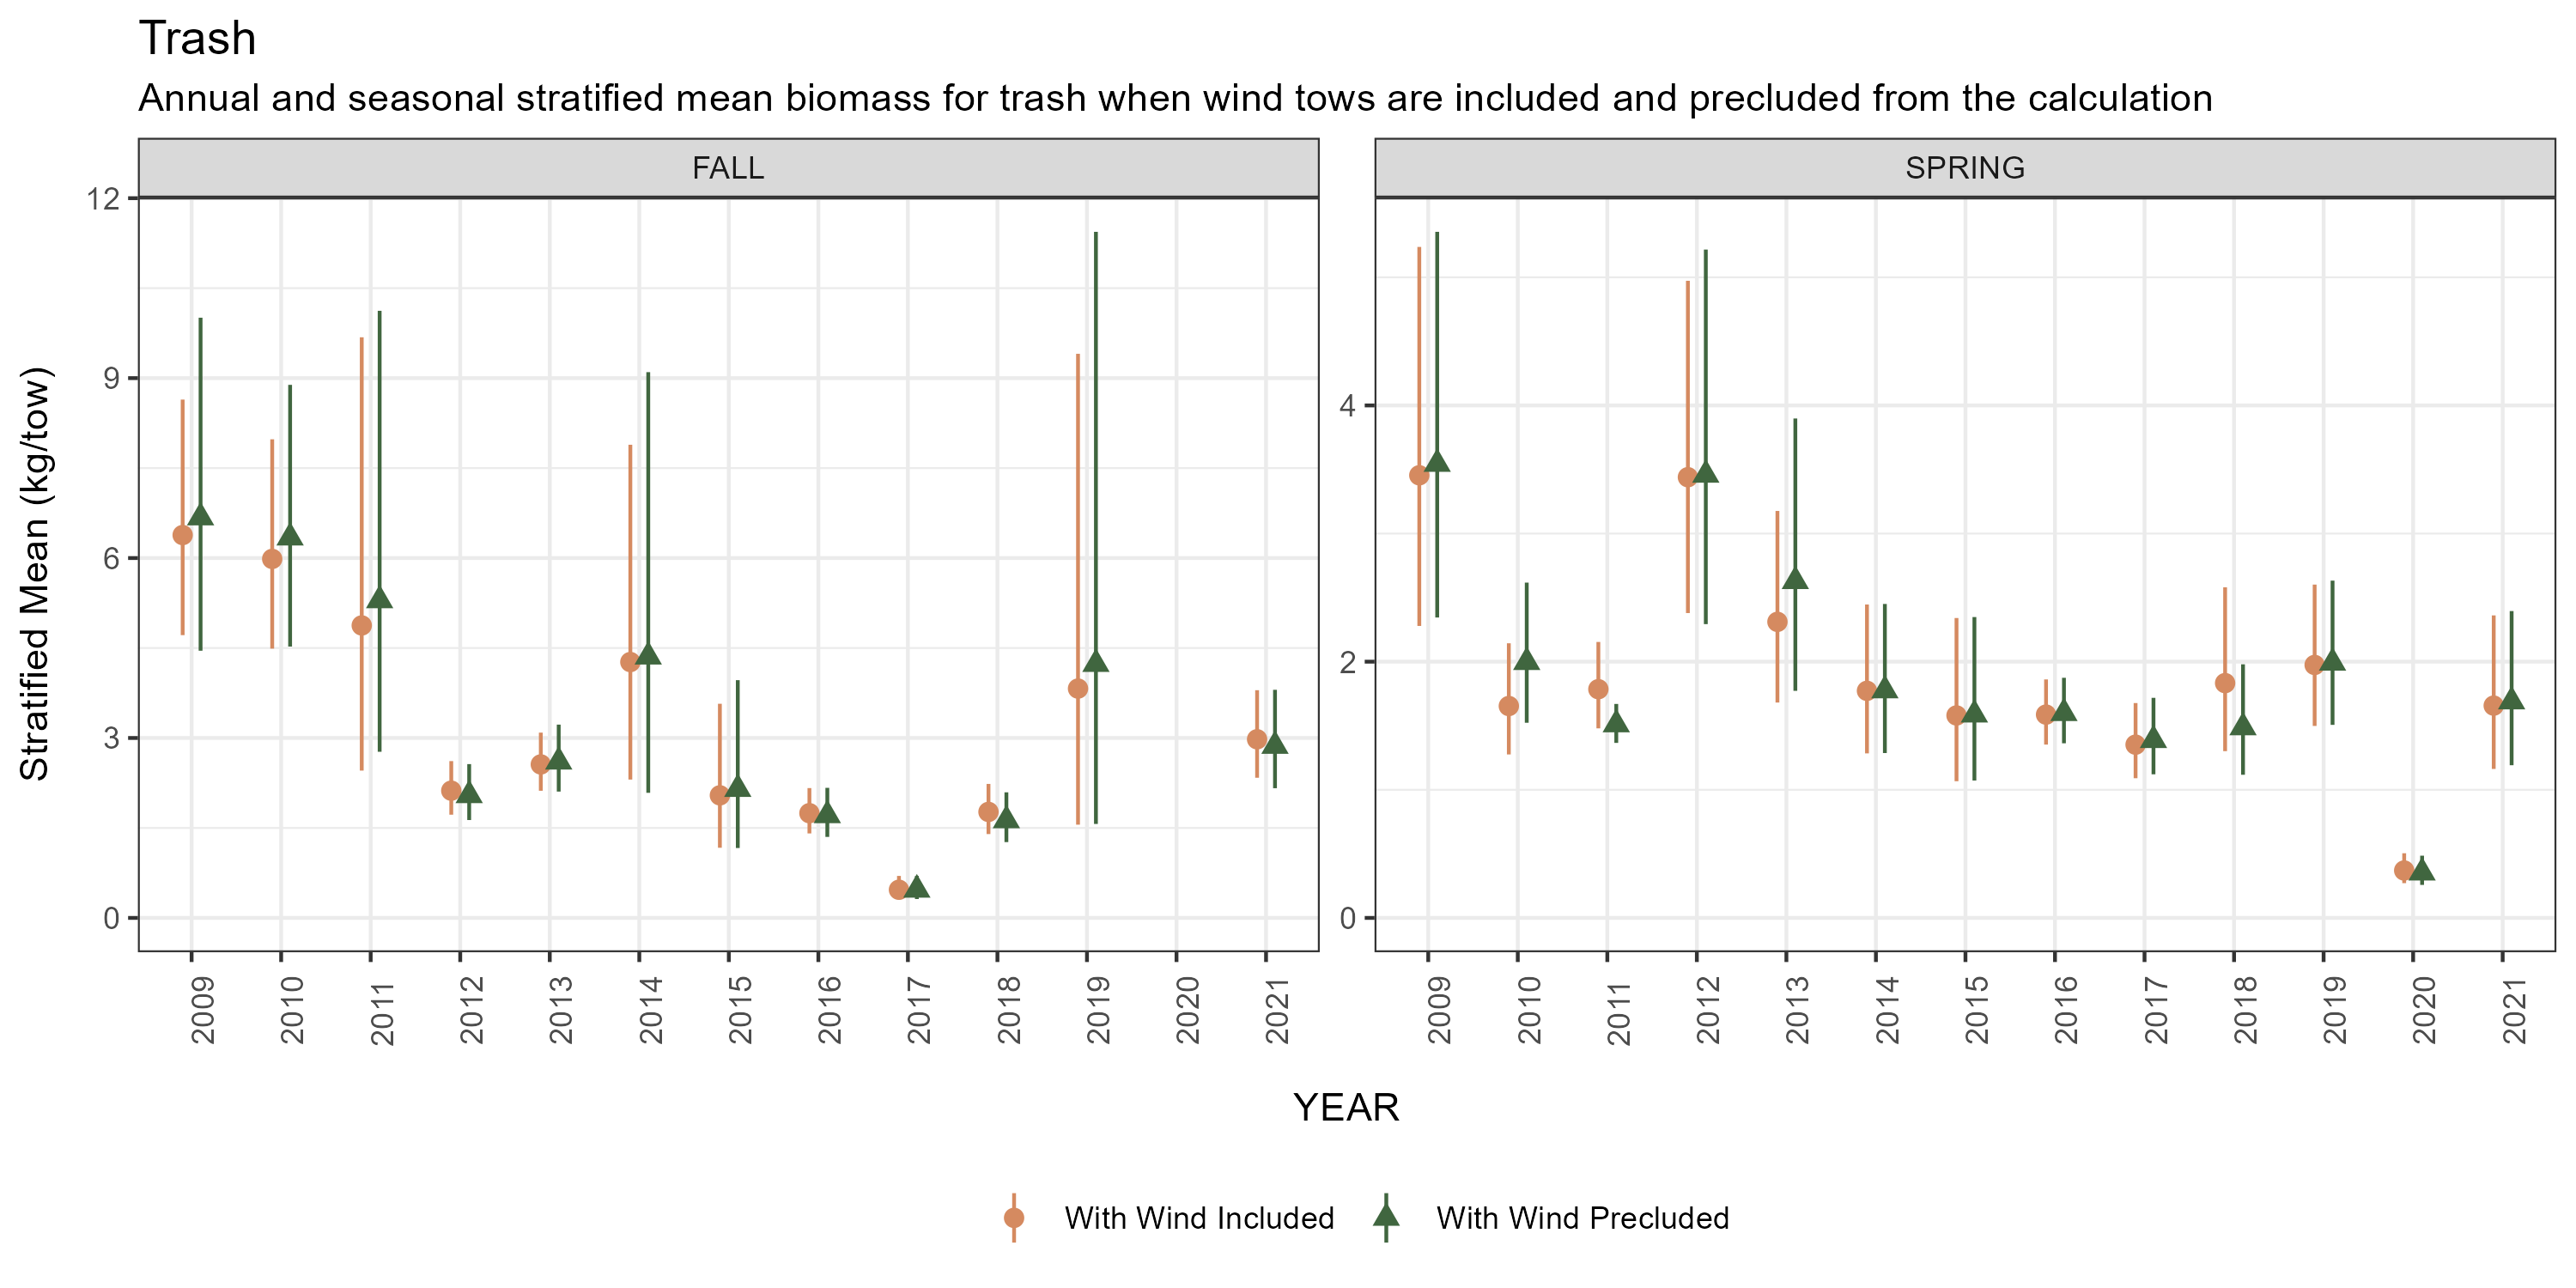 Trash
Annual and seasonal stratified mean biomass for trash when wind tows are included and precluded from the calculation
FALL
SPRING
Stratified Mean (kg/tow)
12
9
6
3
0
4
2
0
2009 2010 2011 2012 2013 2014 2015 2016 2017 2018 2019 2020 2021
2009 2010 2011 2012 2013 2014 2015 2016 2017 2018 2019 2020 2021
YEAR
With Wind Included
With Wind Precluded